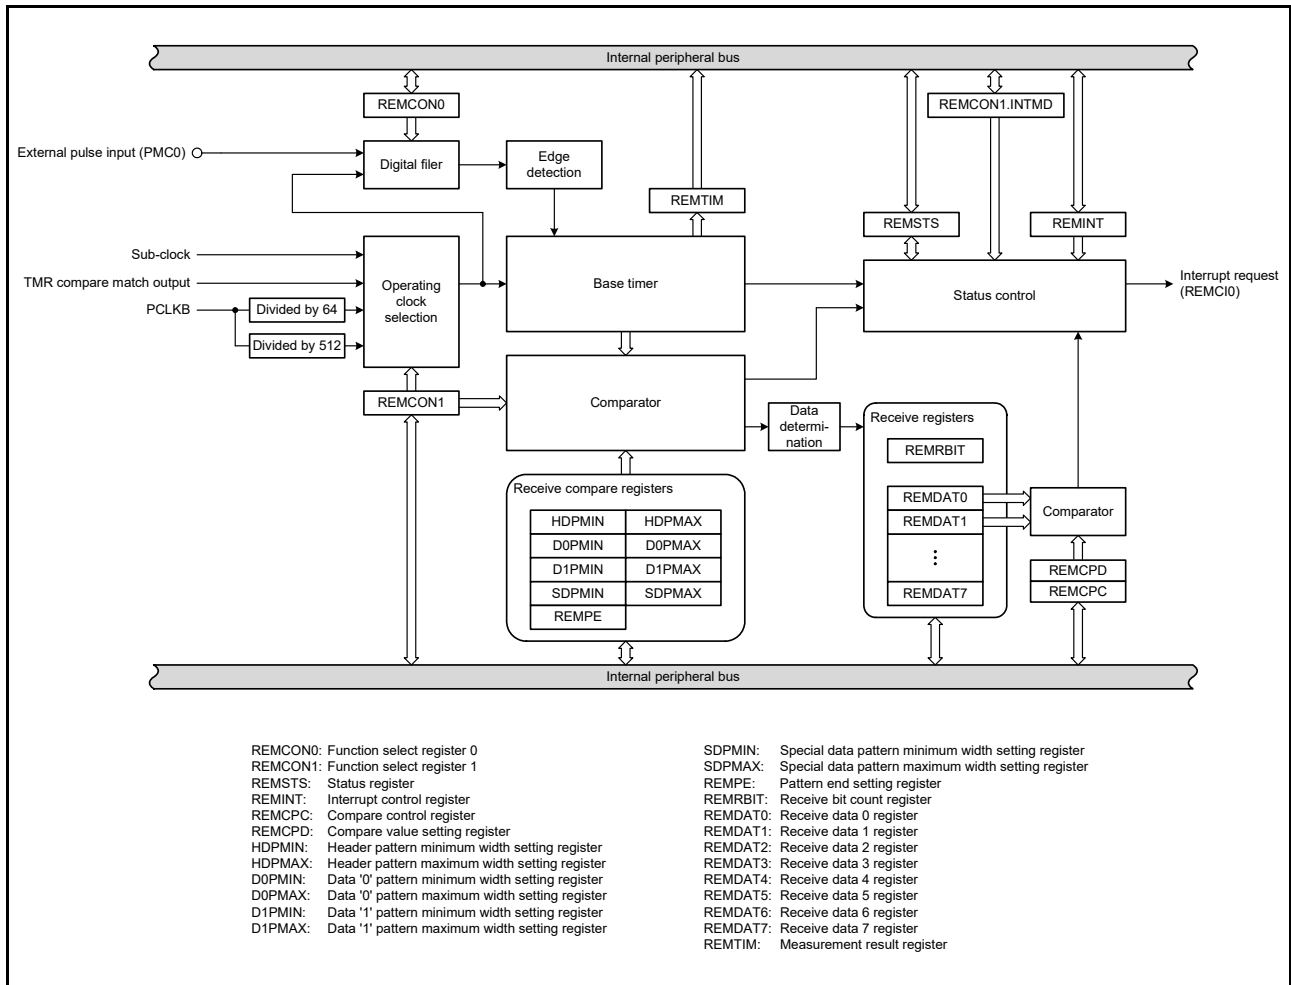 Internal peripheral bus
REMCON0
REMCON1.INTMD
External pulse input (PMC0)
Digital filer
Edge
detection
REMTIM
REMSTS
REMINT
Sub-clock
TMR compare match output
PCLKB
Divided by 64
Divided by 512
Operating
clock
selection
Base timer
Status control
Interrupt request
(REMCI0)
REMCON1
Comparator
Data
determi-
nation
Receive registers
REMRBIT
REMDAT0
REMDAT1
⋮
REMDAT7
Comparator
REMCPD
REMCPC
Receive compare registers
HDPMIN HDPMAX
D0PMIN D0PMAX
D1PMIN D1PMAX
SDPMIN SDPMAX
REMPE
Internal peripheral bus
REMCON0: Function select register 0
REMCON1: Function select register 1
REMSTS: Status register
REMINT: Interrupt control register
REMCPC: Compare control register
REMCPD: Compare value setting register
HDPMIN: Header pattern minimum width setting register
HDPMAX: Header pattern maximum width setting register
D0PMIN: Data '0' pattern minimum width setting register
D0PMAX: Data '0' pattern maximum width setting register
D1PMIN: Data '1' pattern minimum width setting register
D1PMAX: Data '1' pattern maximum width setting register
SDPMIN: Special data pattern minimum width setting register
SDPMAX: Special data pattern maximum width setting register
REMPE: Pattern end setting register
REMRBIT: Receive bit count register
REMDAT0: Receive data 0 register
REMDAT1: Receive data 1 register
REMDAT2: Receive data 2 register
REMDAT3: Receive data 3 register
REMDAT4: Receive data 4 register
REMDAT5: Receive data 5 register
REMDAT6: Receive data 6 register
REMDAT7: Receive data 7 register
REMTIM: Measurement result register